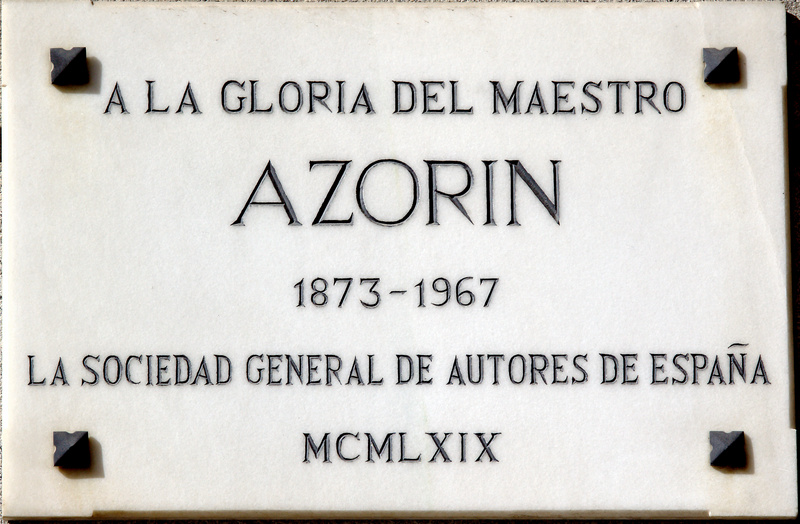 A LA GLORIA DEL MAESTRO
AZORIN
1873-1967
LA SOCIEDAD GENERAL DE AUTORES DE ESPAÑA
MCMLXIX